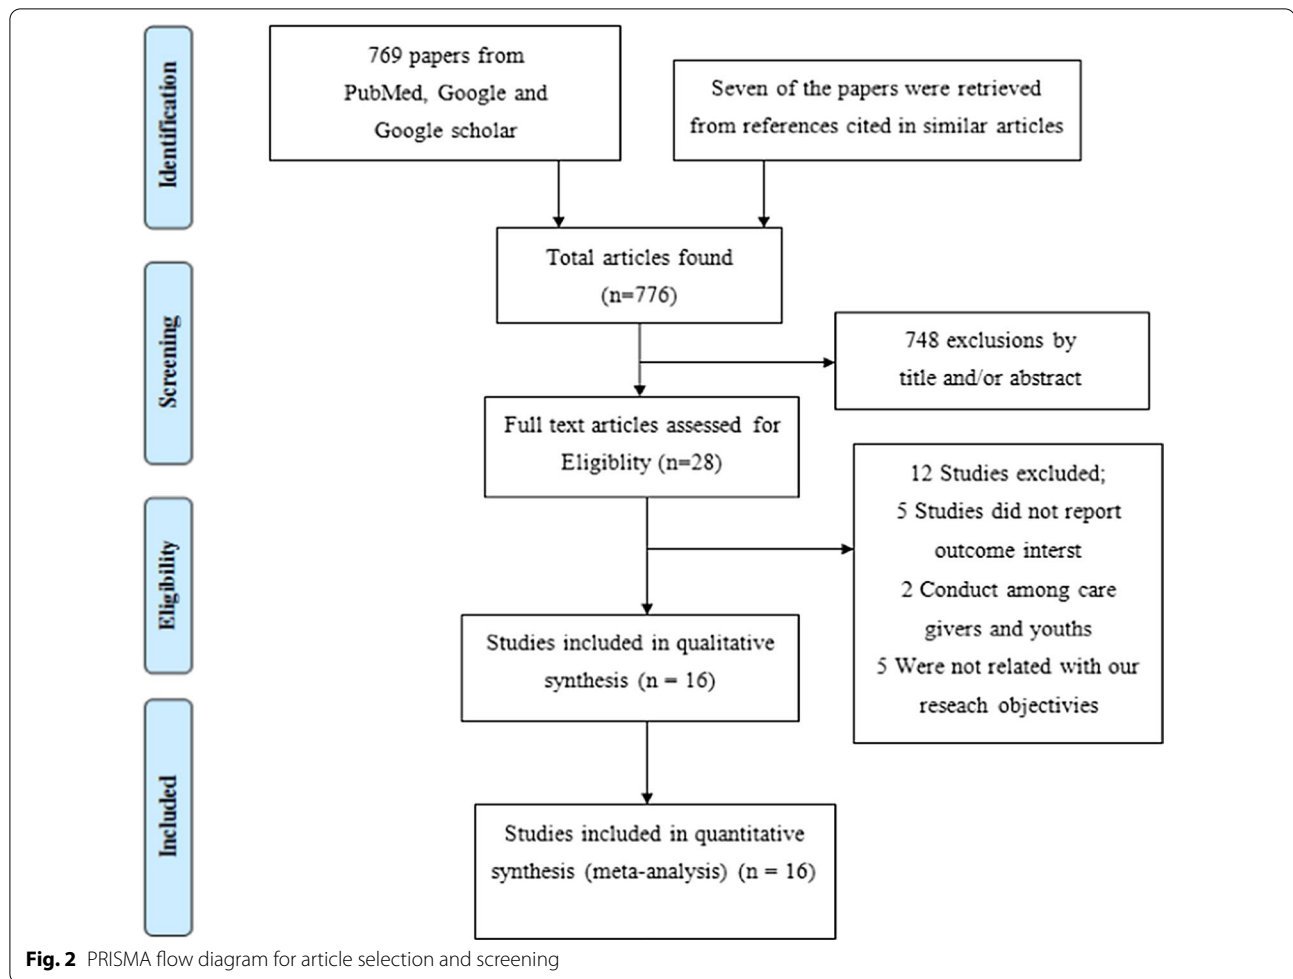 Identification
769 papers from
PubMed, Google and
Google scholar
Seven of the papers were retrieved
from references cited in similar articles
Total articles found
(n=776)
Screening
748 exclusions by
title and/or abstract
Full text articles assessed for
Eligiblity (n=28)
Eligibility
12 Studies excluded;
5 Studies did not report
outcome interst
2 Conduct among care
givers and youths
5 Were not related with our
reseach objectivies
Studies included in qualitative
synthesis (n = 16)
Included
Studies included in quantitative
synthesis (meta-analysis) (n = 16)
Fig. 2 PRISMA flow diagram for article selection and screening